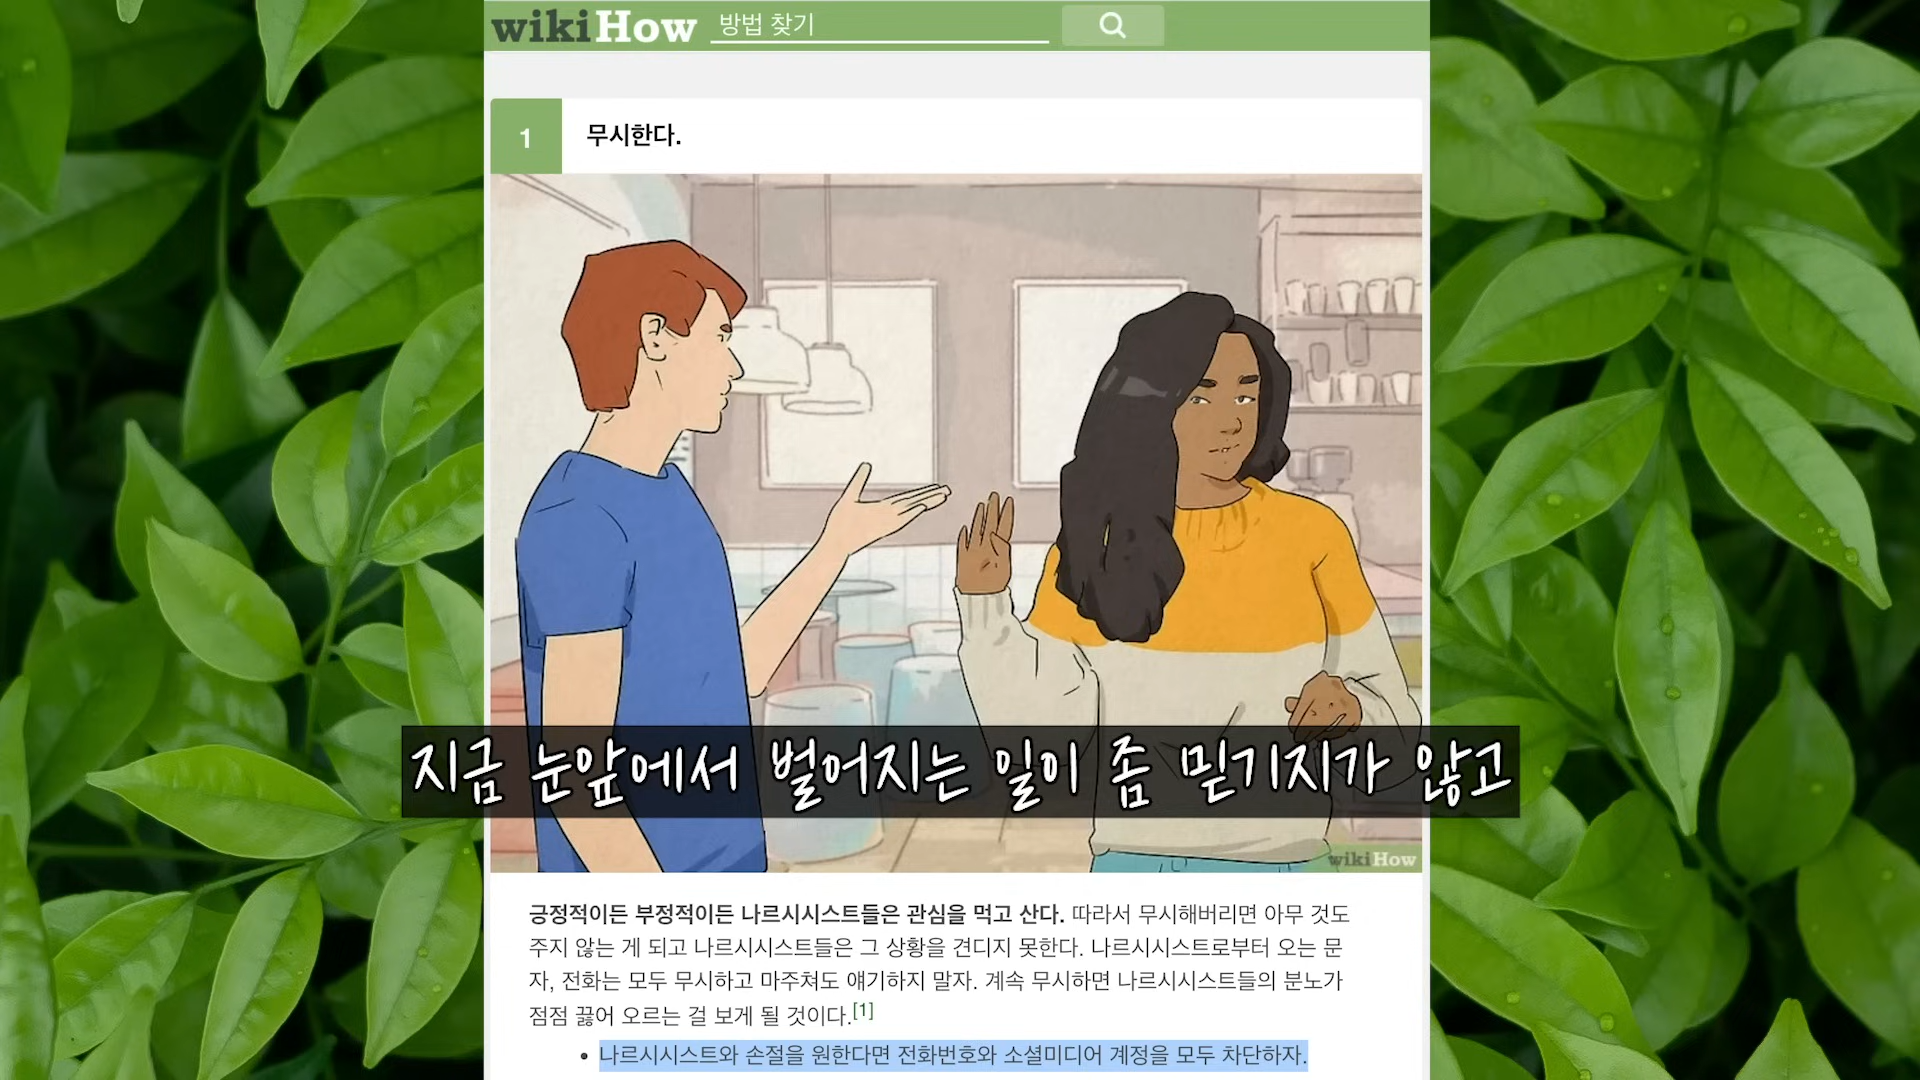 wikiHow 방법 찾기
1 무시한다.
지금 눈앞에서 벌어지는 일이 좀 믿기지가 않고
wikiHow
긍정적이든 부정적이든 나르시시스트들은 관심을 먹고 산다. 따라서 무시해버리면 아무 것도
주지 않는 게 되고 나르시시스트들은 그 상황을 견디지 못한다. 나르시시스트로부터 오는 문
자, 전화는 모두 무시하고 마주쳐도 얘기하지 말자. 계속 무시하면 나르시시스트들의 분노가
점점 끓어 오르는 걸 보게 될 것이다.[1]
• 나르시시스트와 손절을 원한다면 전화번호와 소셜미디어 계정을 모두 차단하자.